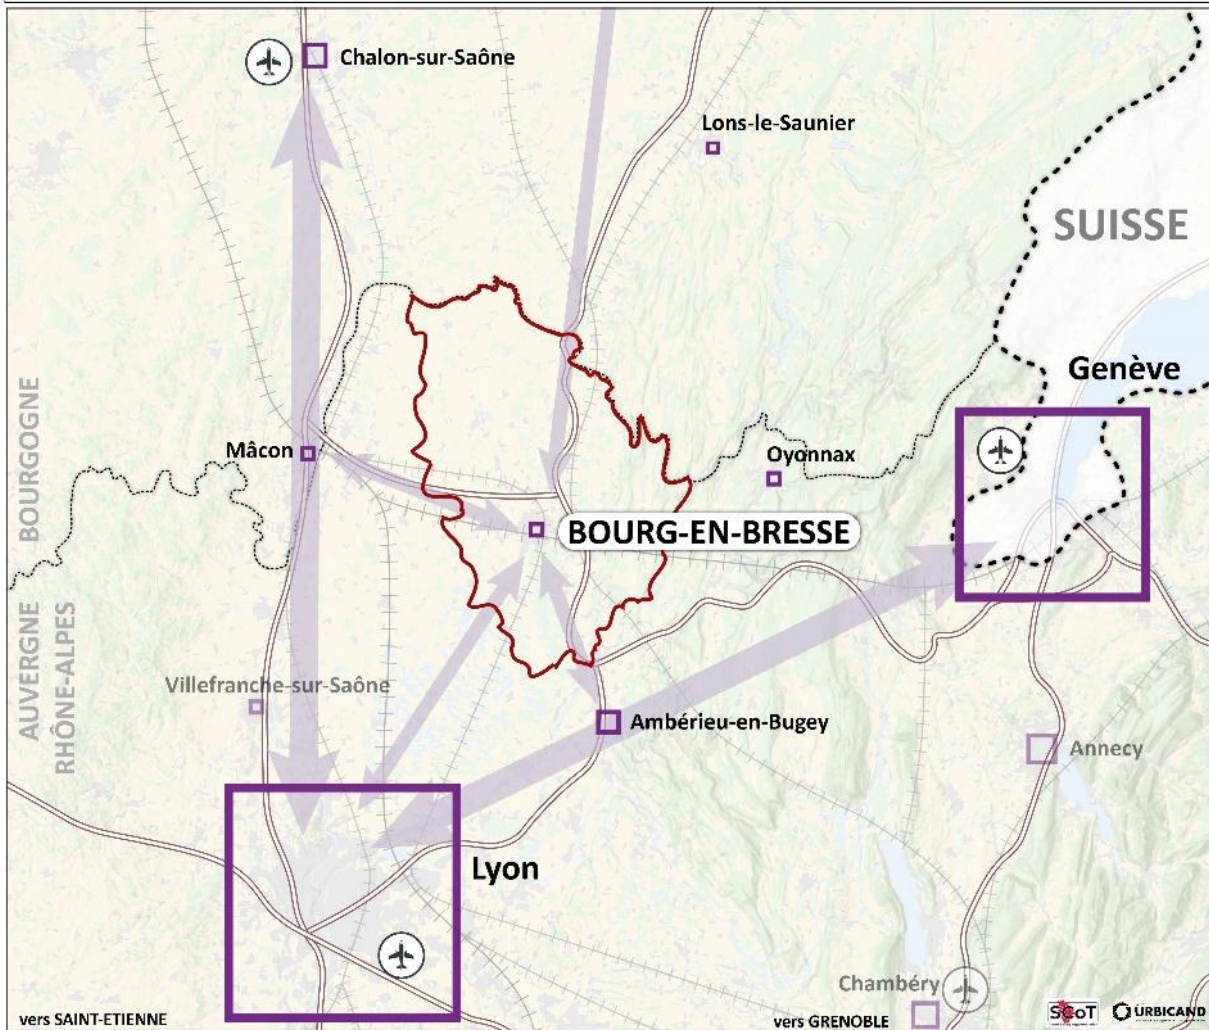 Chalon-sur-Saône
Lons-le-Saunier
SUISSE
Genève
BOURGOGNE
Mâcon
Oyonnax
BOURG-EN-BRESSE
AUVERGNE
RHÔNE-ALPES
Villefranche-sur-Saône
Ambérieu-en-Bugey
Annecy
Lyon
Chambéry
vers SAINT-ETIENNE
vers GRENOBLE
SCoT
URBICAND